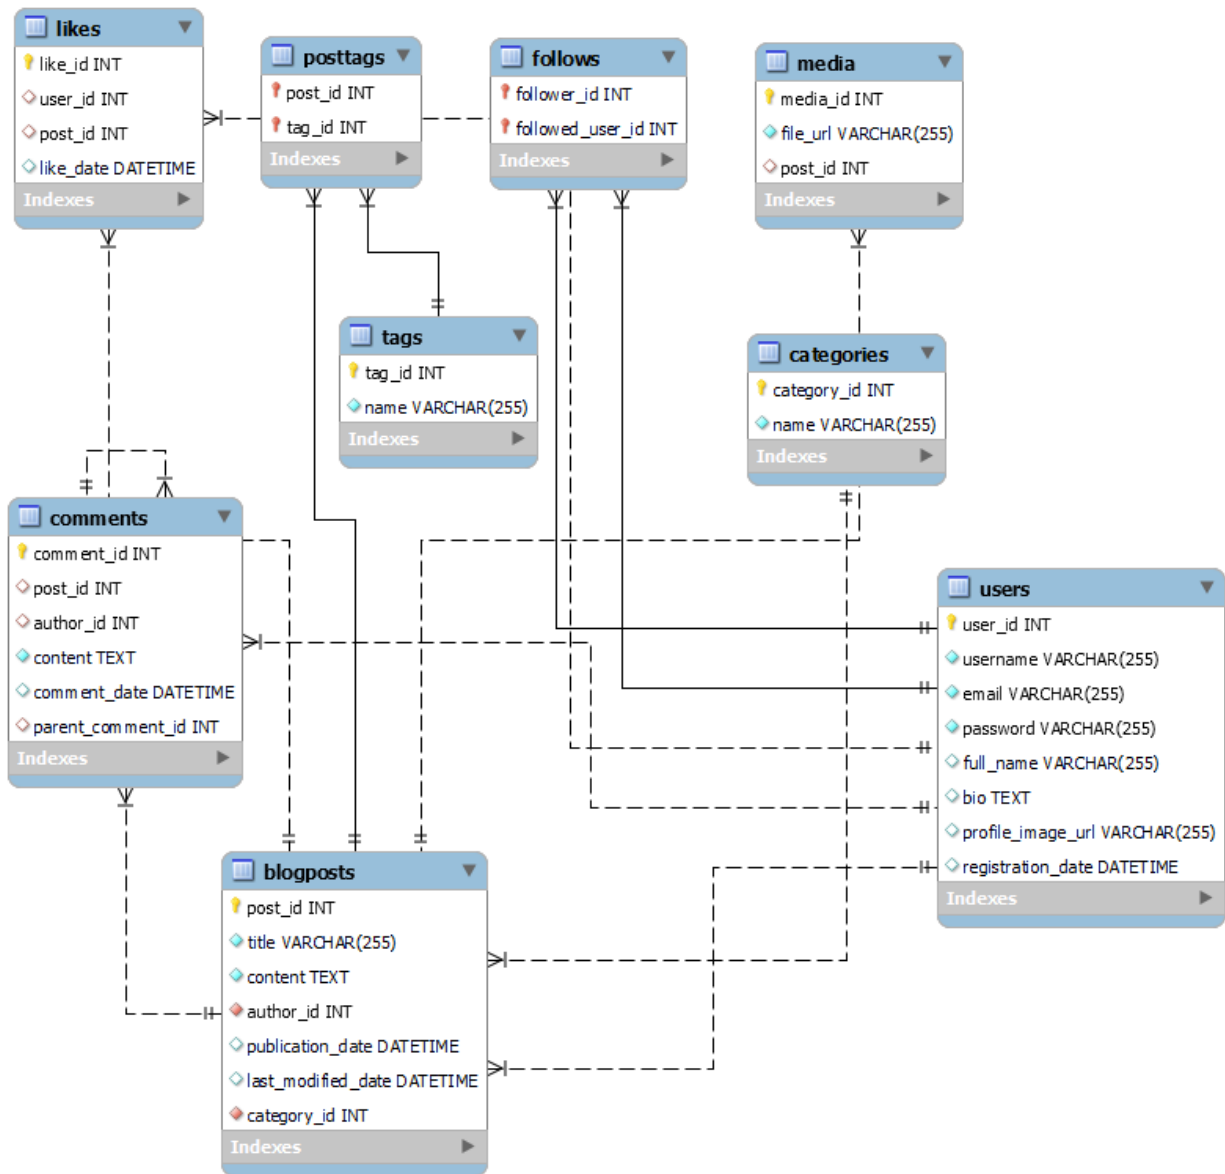 likes
like_id INT
user_id INT
post_id INT
like_date DATETIME
Indexes
posttags
post_id INT
tag_id INT
Indexes
follows
follower_id INT
followed_user_id INT
Indexes
media
media_id INT
file_url VARCHAR(255)
post_id INT
Indexes
tags
tag_id INT
name VARCHAR(255)
Indexes
categories
category_id INT
name VARCHAR(255)
Indexes
comments
comment_id INT
post_id INT
author_id INT
content TEXT
comment_date DATETIME
parent_comment_id INT
Indexes
users
user_id INT
username VARCHAR(255)
email VARCHAR(255)
password VARCHAR(255)
full_name VARCHAR(255)
bio TEXT
profile_image_url VARCHAR(255)
registration_date DATETIME
Indexes
blogposts
post_id INT
title VARCHAR(255)
content TEXT
author_id INT
publication_date DATETIME
last_modified_date DATETIME
category_id INT
Indexes